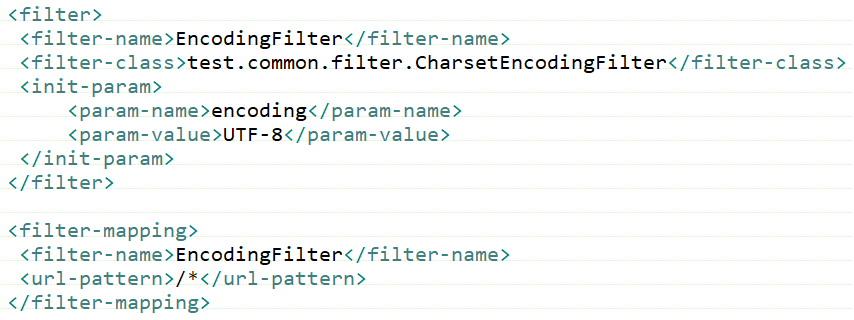 <filter>
<filter-name>EncodingFilter</filter-name>
<filter-class>test.common.filter.CharsetEncodingFilter</filter-class>
<init-param>
<param-name>encoding</param-name>
<param-value>UTF-8</param-value>
</init-param>
</filter>
<filter-mapping>
<filter-name>EncodingFilter</filter-name>
<url-pattern>/*</url-pattern>
</filter-mapping>